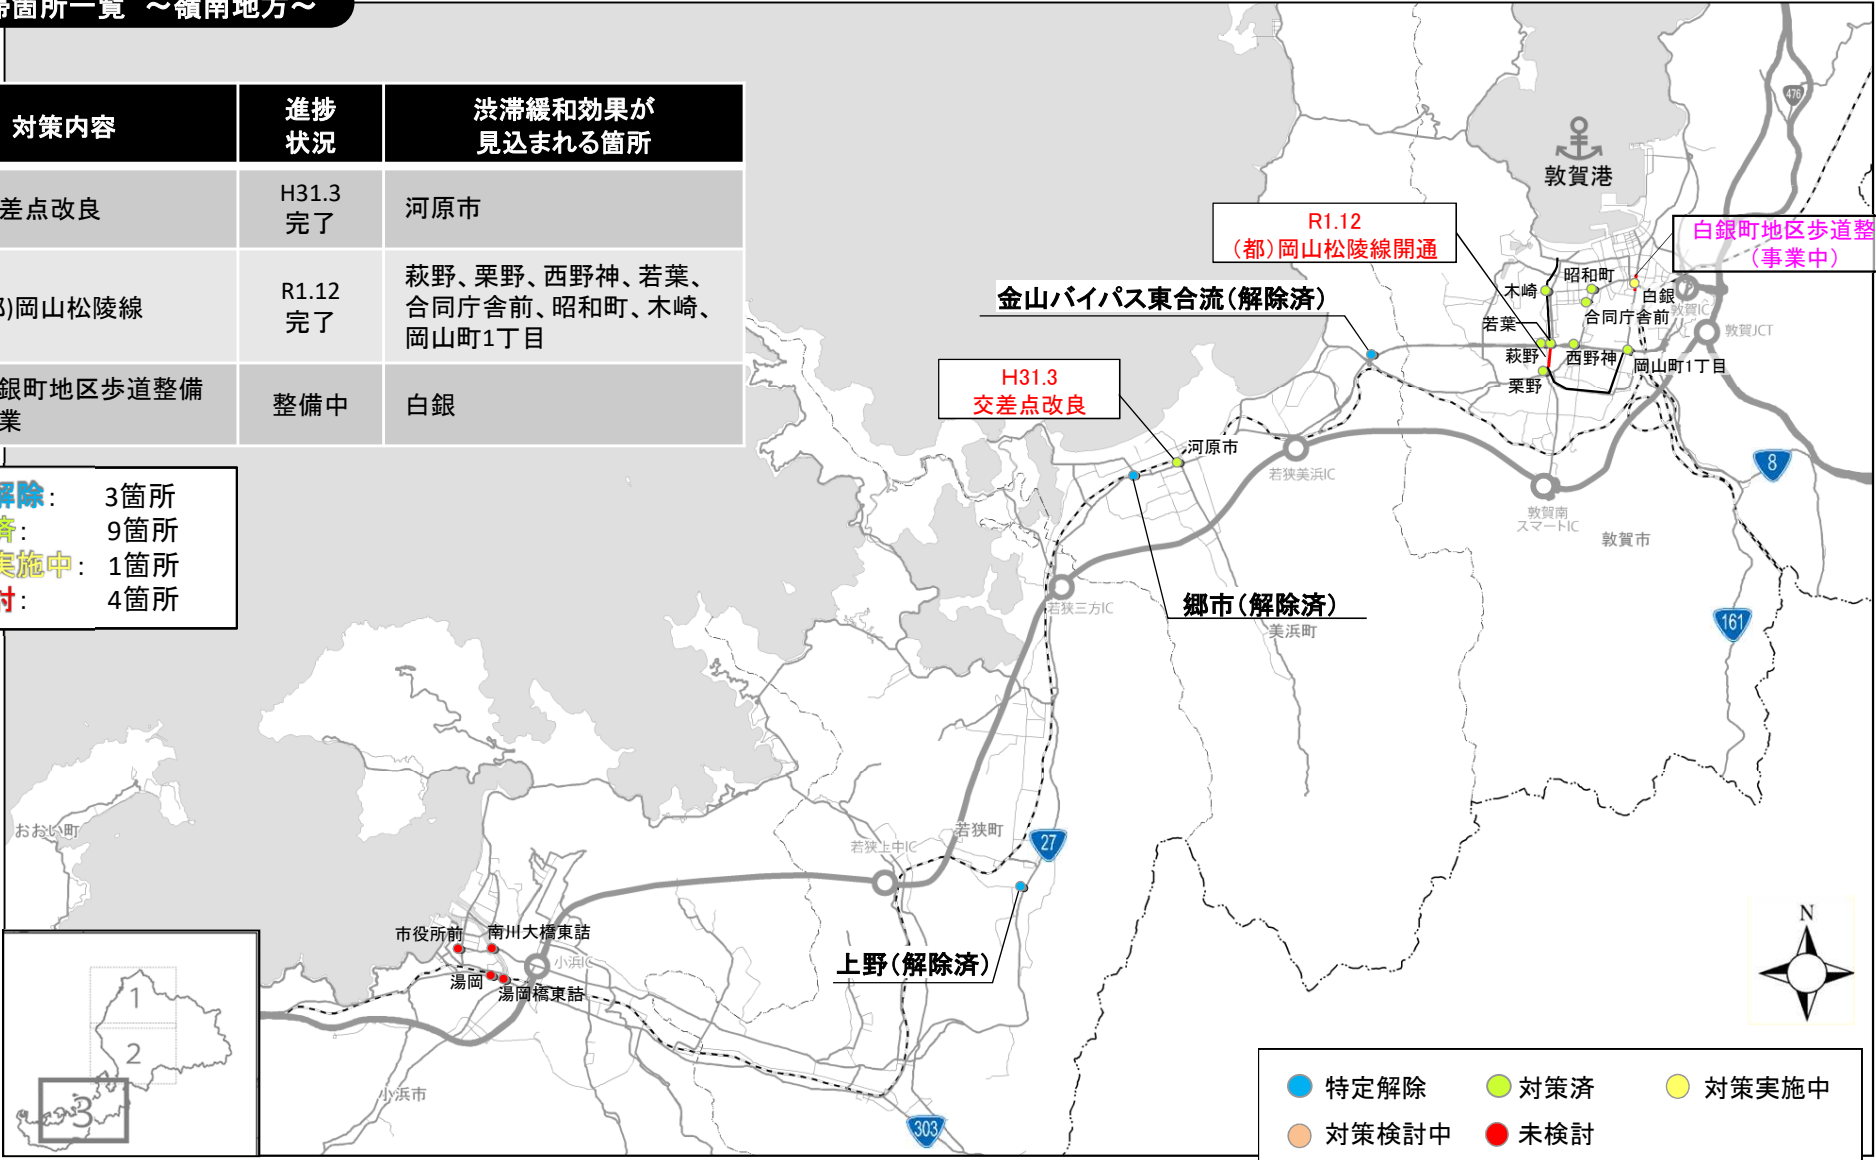 滞箇所一覧 ～嶺南地方～
対策内容
進捗
状況
渋滞緩和効果が
見込まれる箇所
差点改良
H31.3
完了
河原市
)岡山松陵線
R1.12
完了
萩野、栗野、西野神、若葉、
合同庁舎前、昭和町、木崎、
岡山町1丁目
銀町地区歩道整備
業
整備中
白銀
解除： 3箇所
済： 9箇所
実施中： 1箇所
討： 4箇所
476
敦賀港
R1.12
（都）岡山松陵線開通
白銀町地区歩道整
（事業中）
昭和町
木崎
白銀
合同庁舎前
敦賀IC
若葉
敦賀JCT
萩野
西野神
岡山町1丁目
栗野
金山バイパス東合流（解除済）
H31.3
交差点改良
河原市
若狭美浜IC
8
敦賀南
スマートIC
敦賀市
若狭三方IC
郷市（解除済）
美浜町
161
おおい町
若狭町
27
若狭上中IC
市役所前
南川大橋東詰
小浜IC
上野（解除済）
湯岡
湯岡橋東詰
小浜市
303
N
1
2
3
特定解除
対策済
対策実施中
対策検討中
未検討